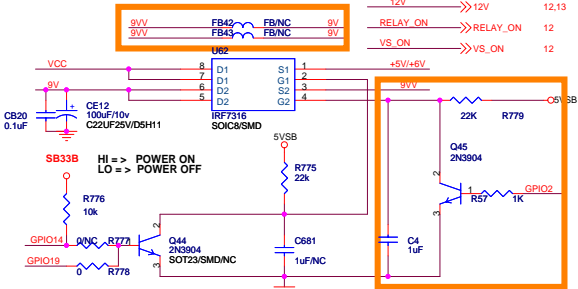 12V 12V 12,13
9VV FB42 FB/NC 9V
9VV FB43 FB/NC 9V
RELAY_ON RELAY_ON 12
VS_ON VS_ON 12
U62
VCC 8 D1 S1 1 +5V/+6V
7 D1 G1 2
9V 6 D2 S2 3 9VV
5 D2 G2 4
CB20
0.1uF
CE12
100uF/10v
C22UF25V/D5H11
IRF7316
SOIC8/SMD
22K R779 5VSB
5VSB
Q45
2N3904
SB33B
HI = > POWER ON
LO = > POWER OFF
R775
22k
2
1 R57 1K GPIO2
3
R776
10k
GPIO14 0/NC R777
GPIO19 0 R778
2
1
3
Q44
2N3904
SOT23/SMD/NC
C681
1uF/NC
C4
1uF